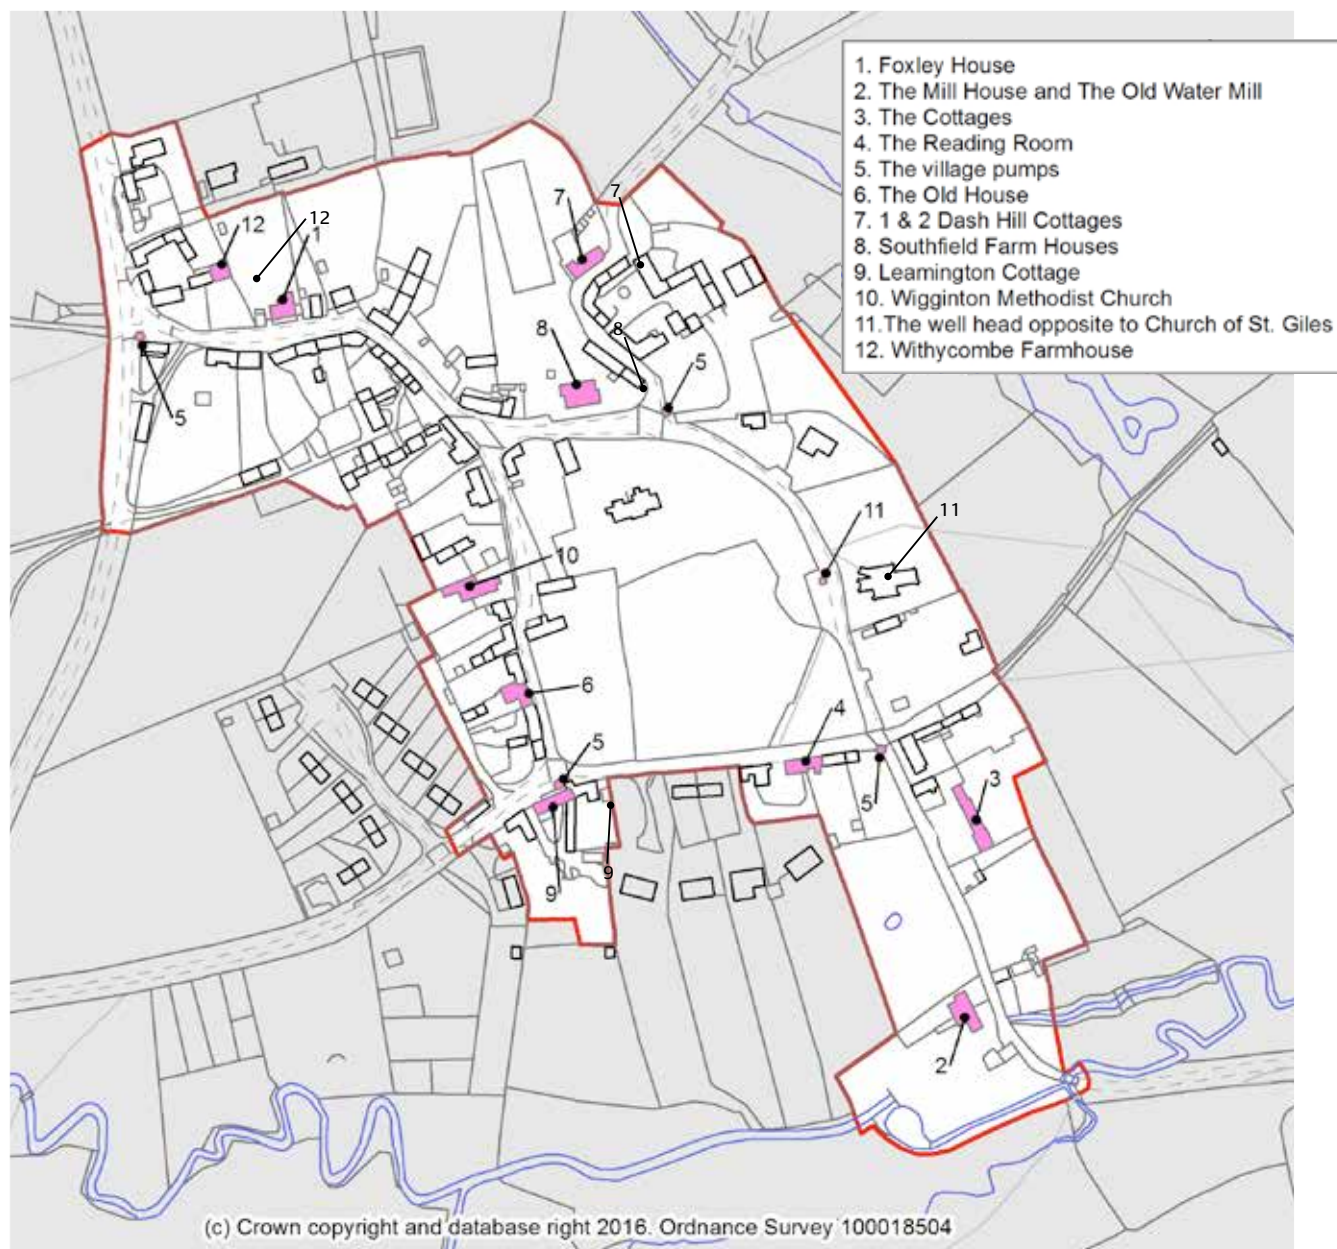 1. Foxley House
2. The Mill House and The Old Water Mill
3. The Cottages
4. The Reading Room
5. The village pumps
6. The Old House
7. 1 & 2 Dash Hill Cottages
8. Southfield Farm Houses
9. Leamington Cottage
10. Wigginton Methodist Church
11.The well head opposite to Church of St. Giles
12. Withycombe Farmhouse
7
7
12
12
1
8
8
5
5
11
11
10
6
4
5
5
3
9
9
2
(c) Crown copyright and database right 2016. Ordnance Survey 100018504